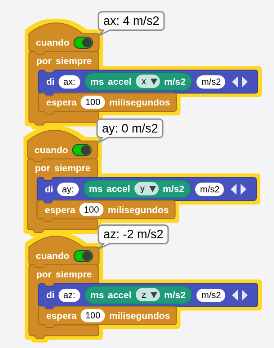 ax: 4 m/s2
cuando
por siempre
di ax: ms accel x ▼ m/s2 m/s2
espera 100 milisegundos
ay: 0 m/s2
cuando
por siempre
di ay: ms accel y ▼ m/s2 m/s2
espera 100 milisegundos
az: -2 m/s2
cuando
por siempre
di az: ms accel z ▼ m/s2 m/s2
espera 100 milisegundos